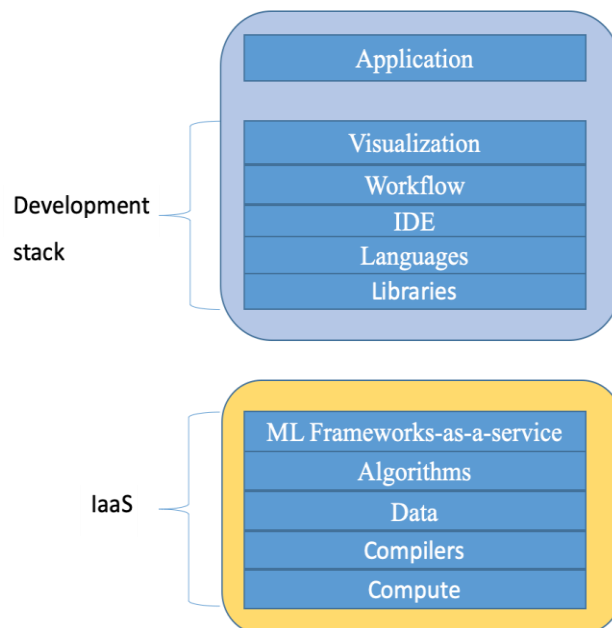 Application
Development
stack
Visualization
Workflow
IDE
Languages
Libraries
IaaS
ML Frameworks-as-a-service
Algorithms
Data
Compilers
Compute